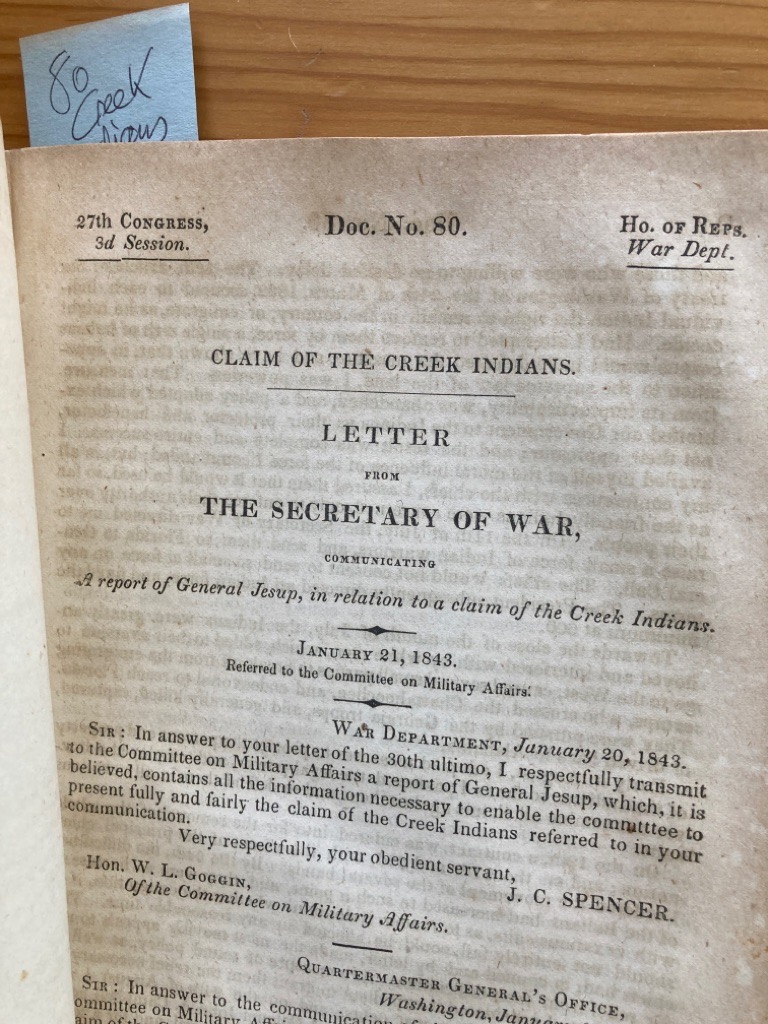 80
Creek
27th CONGRESS,
3d Session.
Doc. No. 80.
Ho. OF REPS.
War Dept.
CLAIM OF THE CREEK INDIANS.
LETTER
FROM
THE SECRETARY OF WAR,
COMMUNICATING
A report of General Jesup, in relation to a claim of the Creek Indians.
JANUARY 21, 1843.
Referred to the Committee on Military Affairs.
WAR DEPARTMENT, January 20, 1843.
SIR: In answer to your letter of the 30th ultimo, I respectfully transmit
to the Committee on Military Affairs a report of General Jesup, which, it is
believed, contains all the information necessary to enable the committtee to
present fully and fairly the claim of the Creek Indians referred to in your
communication.
Very respectfully, your obedient servant,
J. C. SPENCER.
Hon. W. L. GOGGIN,
Of the Committee on Military Affairs.
QUARTERMASTER GENERAL'S OFFICE,
Washington, January
SIR: In answer to the communication
ommittee on Military